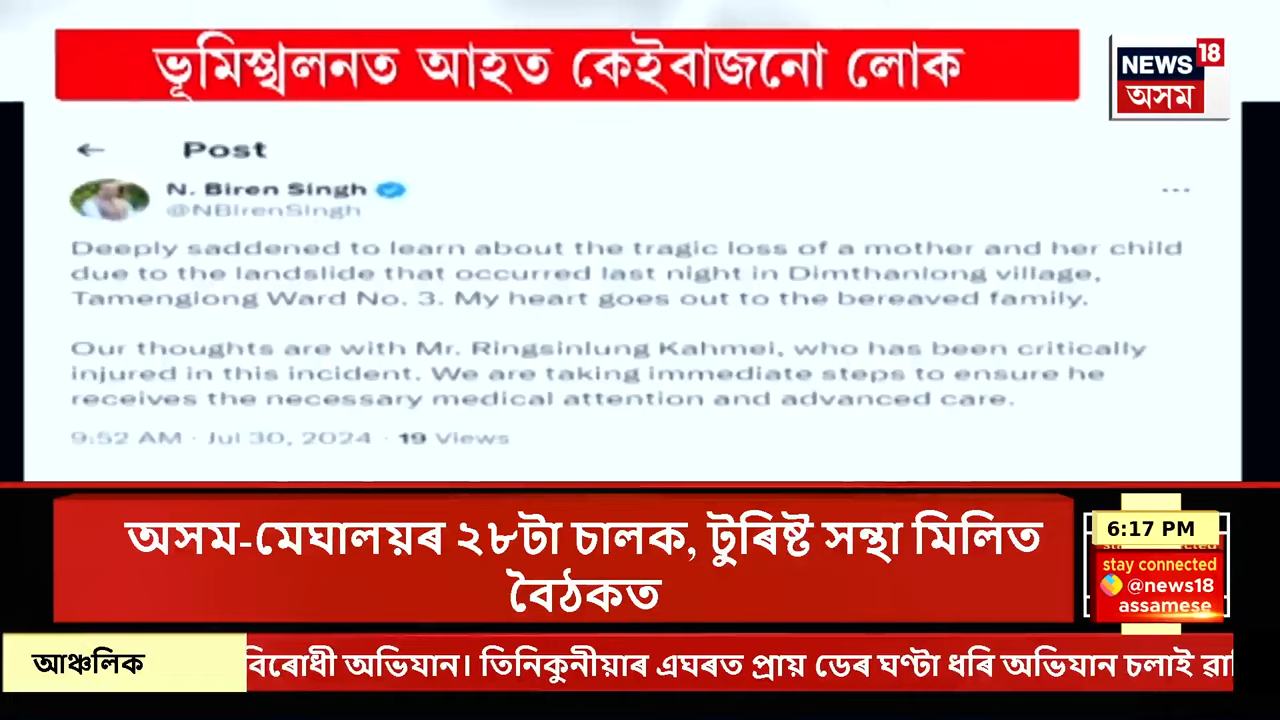 ভূমিস্খলনত আহত কেইবাজনো লোক
NEWS 18
অসম
← Post
N. Biren Singh
@NBirenSingh
...
Deeply saddened to learn about the tragic loss of a mother and her child
due to the landslide that occurred last night in Dimthanlong village,
Tamenglong Ward No. 3. My heart goes out to the bereaved family.
Our thoughts are with Mr. Ringsinlung Kahmei, who has been critically
injured in this incident. We are taking immediate steps to ensure he
receives the necessary medical attention and advanced care.
9:52 AM · Jul 30, 2024 · 19 Views
অসম-মেঘালয়ৰ ২৮টা চালক, টুৰিষ্ট সন্থা মিলিত
বৈঠকত
6:17 PM
stay connected
@news18
assamese
আঞ্চলিক
বিৰোধী অভিযান। তিনিকুনীয়াৰ এঘৰত প্ৰায় ডেৰ ঘণ্টা ধৰি অভিযান চলাই